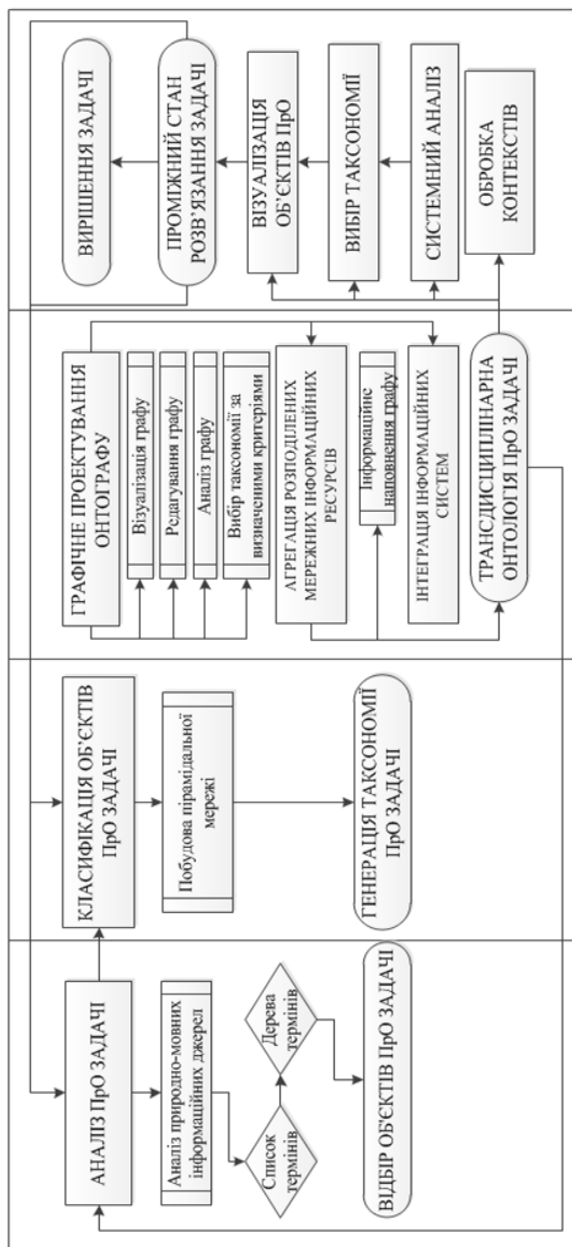 АНАЛІЗ ПрО ЗАДАЧІ
Аналіз природно-мовних
інформаційних джерел
Список
термінів
Дерева
термінів
ВІДБІР ОБ'ЄКТІВ ПрО ЗАДАЧІ
КЛАСИФІКАЦІЯ ОБ'ЄКТІВ
ПрО ЗАДАЧІ
Побудова пірамідальної
мережі
ГЕНЕРАЦІЯ ТАКСОНОМІЇ
ПрО ЗАДАЧІ
ГРАФІЧНЕ ПРОЕКТУВАННЯ
ОНТОГРАФУ
Візуалізація графу
Редагування графу
Аналіз графу
Вибір таксономії за
визначеними критеріями
АГРЕГАЦІЯ РОЗПОДІЛЕНИХ
МЕРЕЖНИХ ІНФОРМАЦІЙНИХ
РЕСУРСІВ
Інформаційне
наповнення графу
ІНТЕГРАЦІЯ ІНФОРМАЦІЙНИХ
СИСТЕМ
ТРАНСДИСЦИПЛІНАРНА
ОНТОЛОГІЯ ПрО ЗАДАЧІ
ВИРІШЕННЯ ЗАДАЧІ
ПРОМІЖНИЙ СТАН
РОЗВ'ЯЗАННЯ ЗАДАЧІ
ВІЗУАЛІЗАЦІЯ
ОБ'ЄКТІВ ПрО
ВИБІР ТАКСОНОМІЇ
СИСТЕМНИЙ АНАЛІЗ
ОБРОБКА
КОНТЕКСТІВ